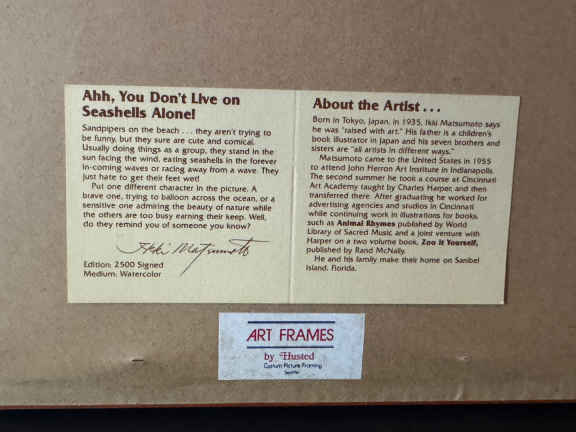 Ahh, You Don't Live on
Seashells Alone!
Sandpipers on the beach . . . they aren't trying to
be funny, but they sure are cute and comical.
Usually doing things as a group, they stand in the
sun facing the wind, eating seashells in the forever
in-coming waves or racing away from a wave. They
just hate to get their feet wet!
Put one different character in the picture. A
brave one, trying to balloon across the ocean, or a
sensitive one admiring the beauty of nature while
the others are too busy earning their keep. Well,
do they remind you of someone you know?
Ikki Matsumoto
Edition: 2500 Signed
Medium: Watercolor
About the Artist . . .
Born in Tokyo, Japan, in 1935, Ikki Matsumoto says
he was "raised with art." His father is a children's
book illustrator in Japan and his seven brothers and
sisters are "all artists in different ways."
Matsumoto came to the United States in 1955
to attend John Herron Art Institute in Indianapolis.
The second summer he took a course at Cincinnati
Art Academy taught by Charles Harper, and then
transferred there. After graduating he worked for
advertising agencies and studios in Cincinnati
while continuing work in illustrations for books,
such as Animal Rhymes published by World
Library of Sacred Music and a joint venture with
Harper on a two volume book, Zoo it Yourself,
published by Rand McNally.
He and his family make their home on Sanibel
Island, Florida.
ART FRAMES
by Husted
Custom Picture Framing
Seattle